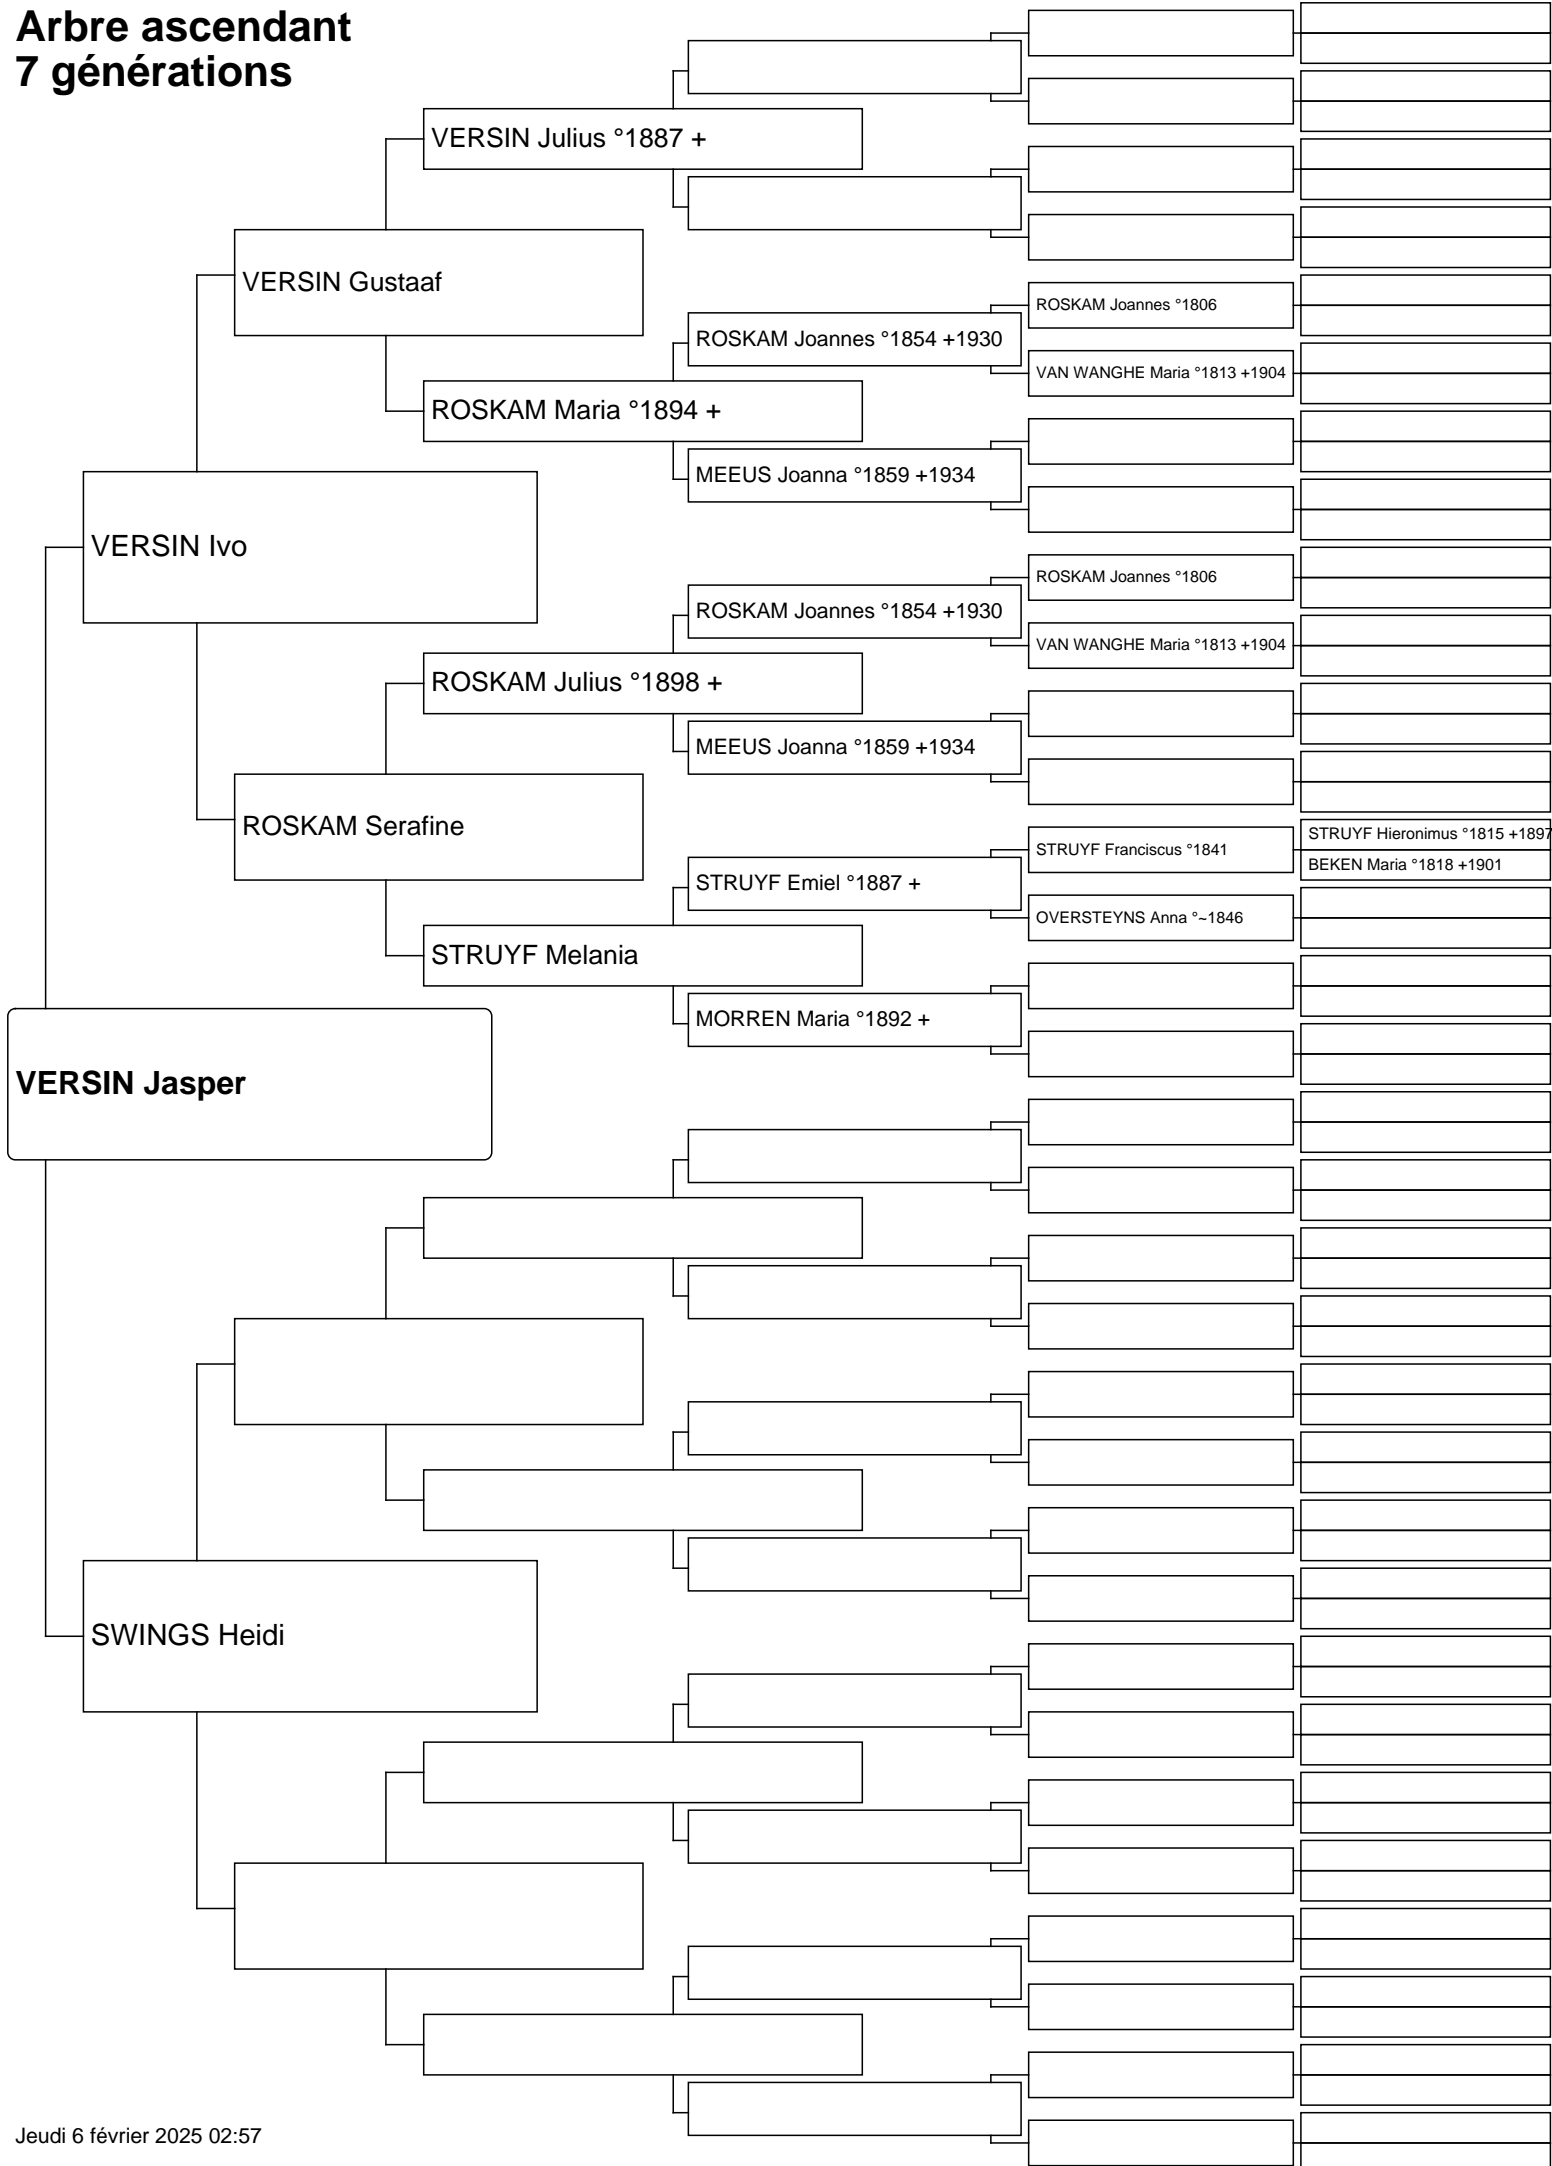 Arbre ascendant
7 générations
VERSIN Julius °1887 +
VERSIN Gustaaf
ROSKAM Joannes °1806
ROSKAM Joannes °1854 +1930
VAN WANGHE Maria °1813 +1904
ROSKAM Maria °1894 +
MEEUS Joanna °1859 +1934
VERSIN Ivo
ROSKAM Joannes °1806
ROSKAM Joannes °1854 +1930
VAN WANGHE Maria °1813 +1904
ROSKAM Julius °1898 +
MEEUS Joanna °1859 +1934
ROSKAM Serafine
STRUYF Hieronimus °1815 +1897
STRUYF Franciscus °1841
BEKEN Maria °1818 +1901
STRUYF Emiel °1887 +
OVERSTEYNS Anna °~1846
STRUYF Melania
MORREN Maria °1892 +
VERSIN Jasper
SWINGS Heidi
Jeudi 6 février 2025 02:57